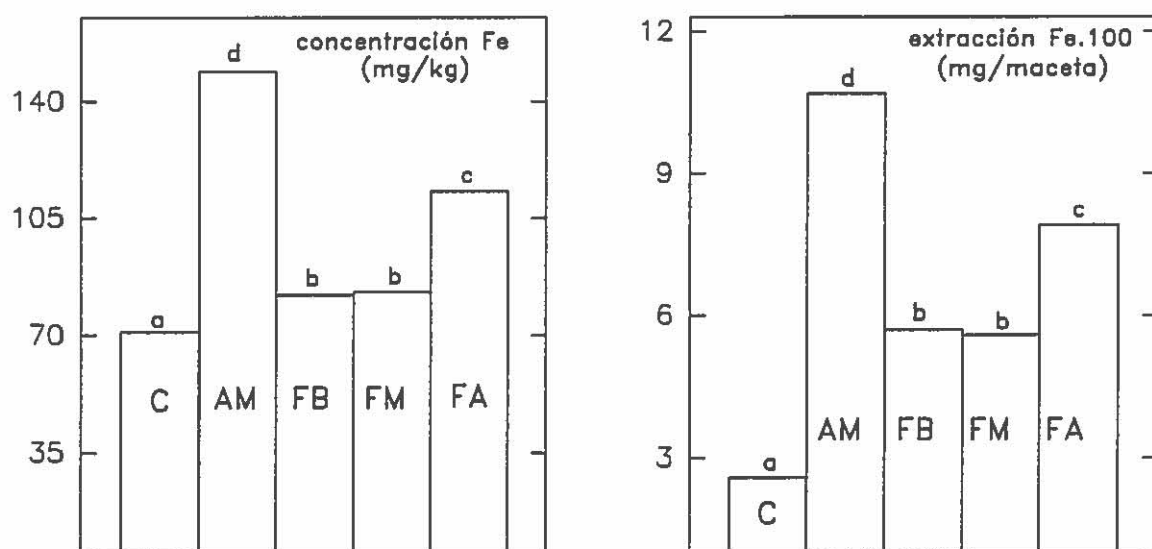 concentración Fe
(mg/kg)
140
105
70
35
a
d
b
b
c
C
AM
FB
FM
FA
extracción Fe.100
(mg/maceta)
12
9
6
3
a
d
b
b
c
C
AM
FB
FM
FA